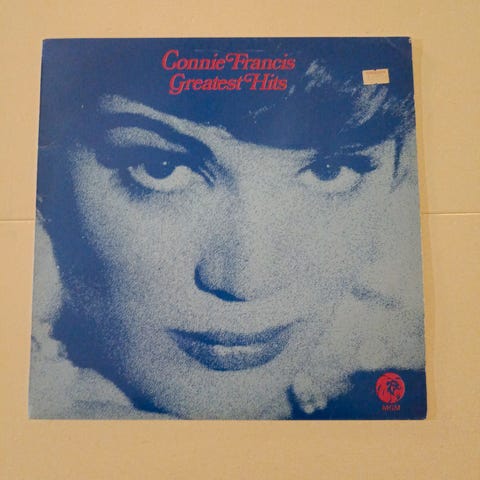 Connie Francis
Greatest Hits
MGM